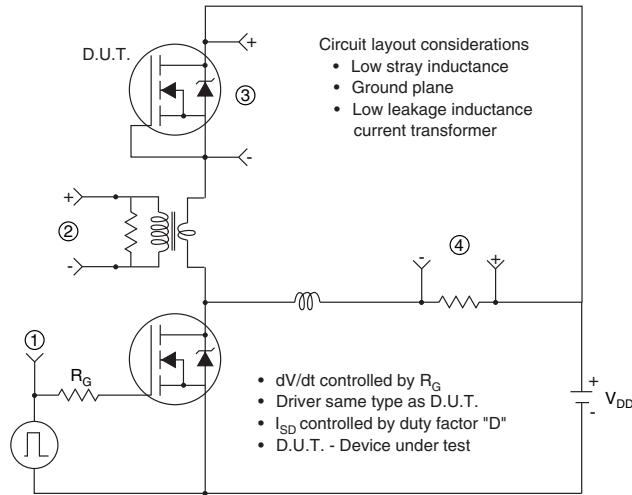 D.U.T.
+
-
③
Circuit layout considerations
• Low stray inductance
• Ground plane
• Low leakage inductance
current transformer
+
②
-
④
-
+
①
R_G
• dV/dt controlled by R_G
• Driver same type as D.U.T.
• I_SD controlled by duty factor "D"
• D.U.T. - Device under test
+
V_DD
-